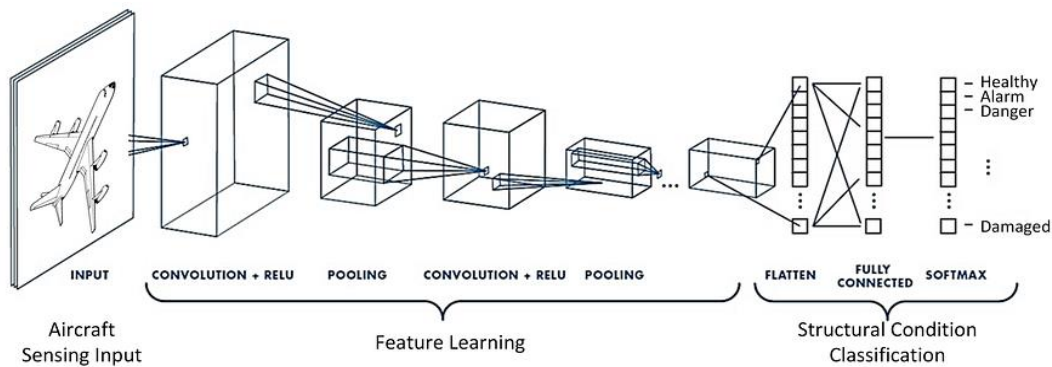 Healthy
Alarm
Danger
Damaged
INPUT
CONVOLUTION + RELU
POOLING
CONVOLUTION + RELU
POOLING
FLATTEN
FULLY
CONNECTED
SOFTMAX
Aircraft
Sensing Input
Feature Learning
Structural Condition
Classification